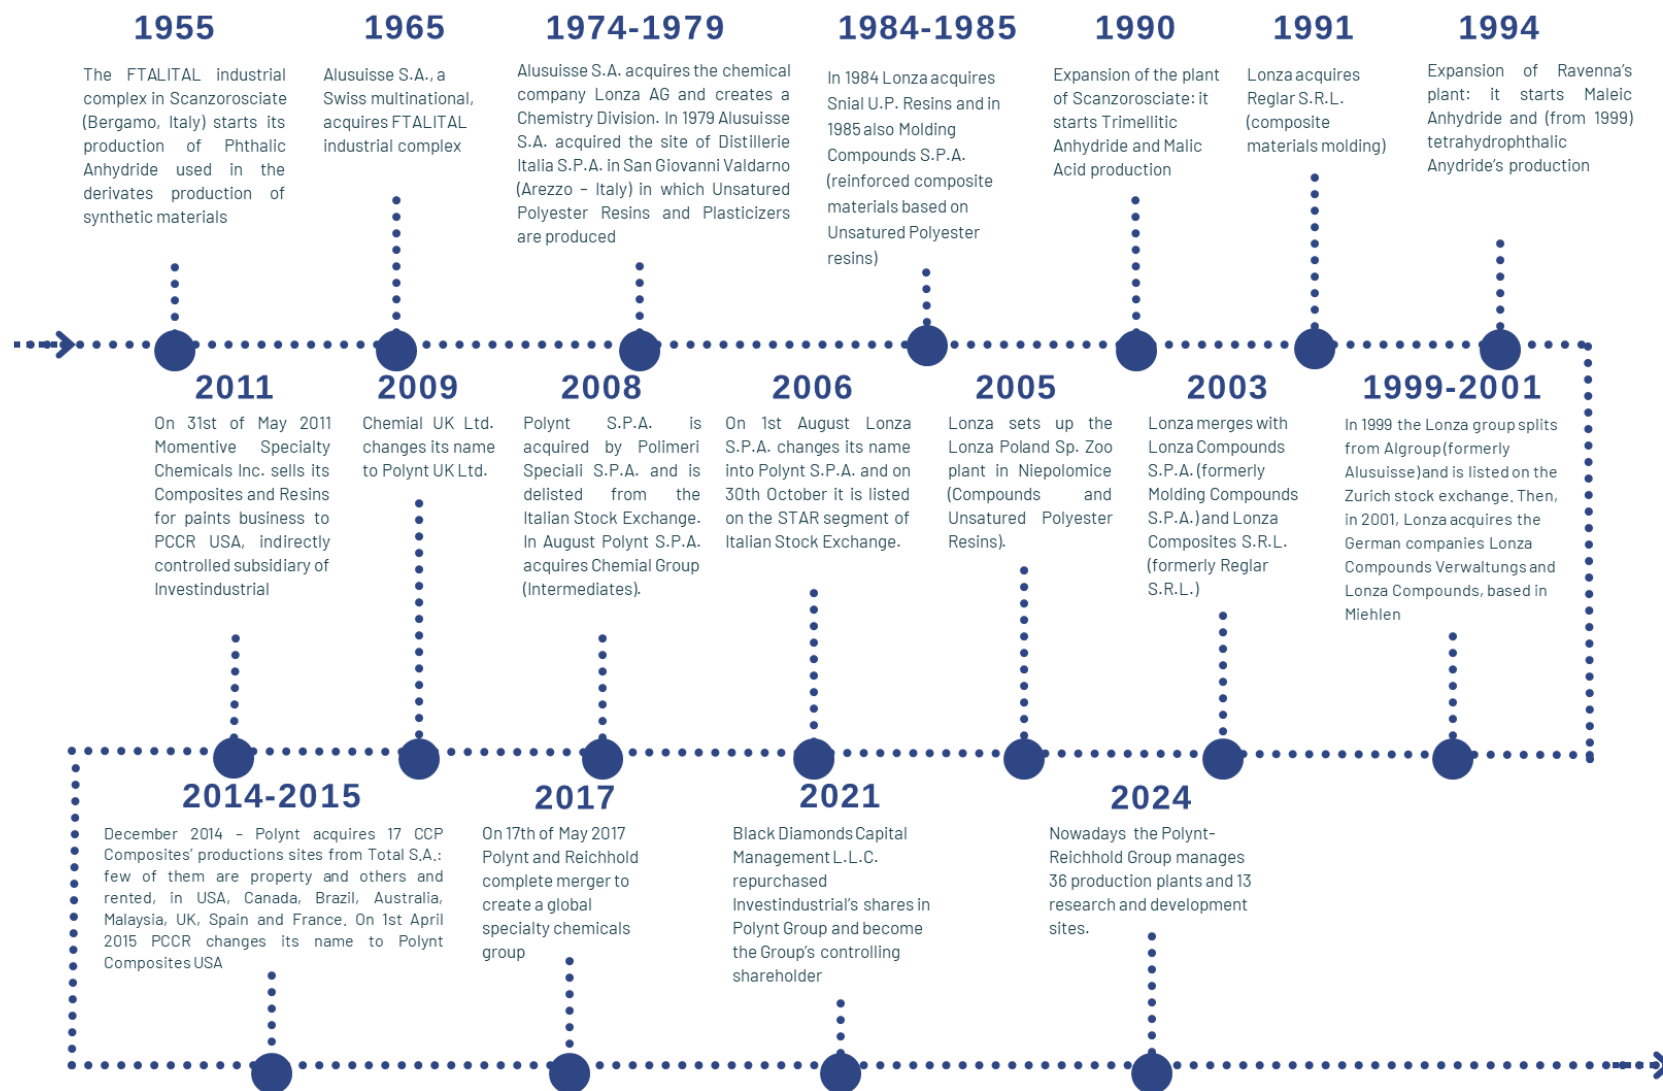 1955
The FTALITAL industrial
complex in Scanzorosciate
(Bergamo, Italy) starts its
production of Phthalic
Anhydride used in the
derivates production of
synthetic materials
1965
Alusuisse S.A., a
Swiss multinational,
acquires FTALITAL
industrial complex
1974-1979
Alusuisse S.A. acquires the chemical
company Lonza AG and creates a
Chemistry Division. In 1979 Alusuisse
S.A. acquired the site of Distillerie
Italia S.P.A. in San Giovanni Valdarno
(Arezzo – Italy) in which Unsatured
Polyester Resins and Plasticizers
are produced
1984-1985
In 1984 Lonza acquires
Snial U.P. Resins and in
1985 also Molding
Compounds S.P.A.
(reinforced composite
materials based on
Unsatured Polyester
resins)
1990
Expansion of the plant
of Scanzorosciate: it
starts Trimellitic
Anhydride and Malic
Acid production
1991
Lonza acquires
Reglar S.R.L.
(composite
materials molding)
1994
Expansion of Ravenna's
plant: it starts Maleic
Anhydride and (from 1999)
tetrahydrophthalic
Anydride's production
1999-2001
In 1999 the Lonza group splits
from Algroup (formerly
Alusuisse) and is listed on the
Zurich stock exchange. Then,
in 2001, Lonza acquires the
German companies Lonza
Compounds Verwaltungs and
Lonza Compounds, based in
Miehlen
2003
Lonza merges with
Lonza Compounds
S.P.A. (formerly
Molding Compounds
S.P.A.) and Lonza
Composites S.R.L.
(formerly Reglar
S.R.L.)
2005
Lonza sets up the
Lonza Poland Sp. Zoo
plant in Niepolomice
(Compounds and
Unsatured Polyester
Resins).
2006
On 1st August Lonza
S.P.A. changes its name
into Polynt S.P.A. and on
30th October it is listed
on the STAR segment of
Italian Stock Exchange.
2008
Polynt S.P.A. is
acquired by Polimeri
Speciali S.P.A. and is
delisted from the
Italian Stock Exchange.
In August Polynt S.P.A.
acquires Chemial Group
(Intermediates).
2009
Chemial UK Ltd.
changes its name
to Polynt UK Ltd.
2011
On 31st of May 2011
Momentive Specialty
Chemicals Inc. sells its
Composites and Resins
for paints business to
PCCR USA, indirectly
controlled subsidiary of
Investindustrial
2014-2015
December 2014 – Polynt acquires 17 CCP
Composites' productions sites from Total S.A.:
few of them are property and others and
rented, in USA, Canada, Brazil, Australia,
Malaysia, UK, Spain and France. On 1st April
2015 PCCR changes its name to Polynt
Composites USA
2017
On 17th of May 2017
Polynt and Reichhold
complete merger to
create a global
specialty chemicals
group
2021
Black Diamonds Capital
Management L.L.C.
repurchased
Investindustrial's shares in
Polynt Group and become
the Group's controlling
shareholder
2024
Nowadays the Polynt-
Reichhold Group manages
36 production plants and 13
research and development
sites.